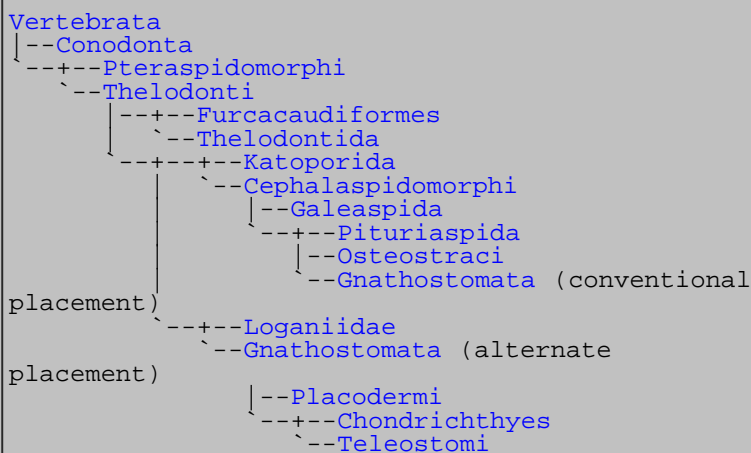 Vertebrata
|--Conodonta
`--+--Pteraspidomorphi
   `--Thelodonti
      |--+--Furcacaudiformes
      |  `--Thelodontida
      `--+--+--Katoporida
         |  `--Cephalaspidomorphi
         |     |--Galeaspida
         |     `--+--Pituriaspida
         |        |--Osteostraci
         |        `--Gnathostomata (conventional
placement)
         `--+--Loganiidae
            `--Gnathostomata (alternate
placement)
               |--Placodermi
               `--+--Chondrichthyes
                  `--Teleostomi